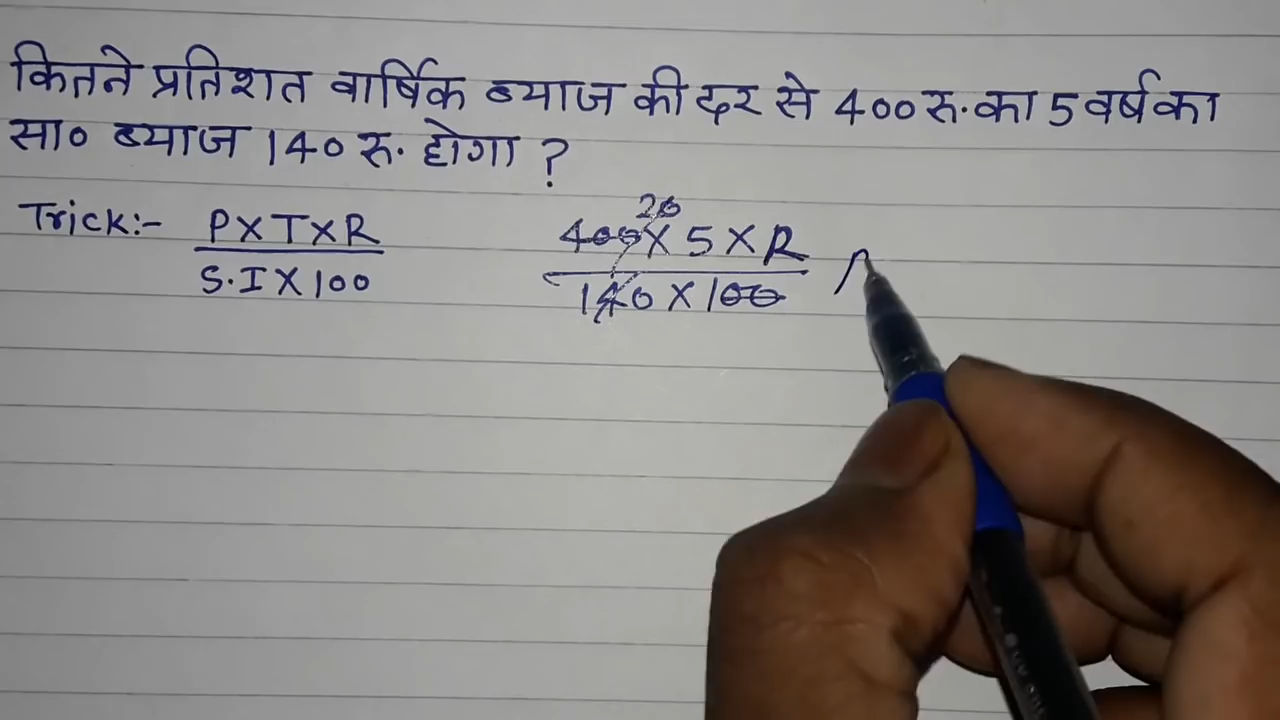 कितने प्रतिशत वार्षिक ब्याज की दर से 400 रु. का 5 वर्ष का
सा० ब्याज 140 रु. होगा ?
Trick:- P X T X R
S.I X 100
20
400 X 5 X R
140 X 100